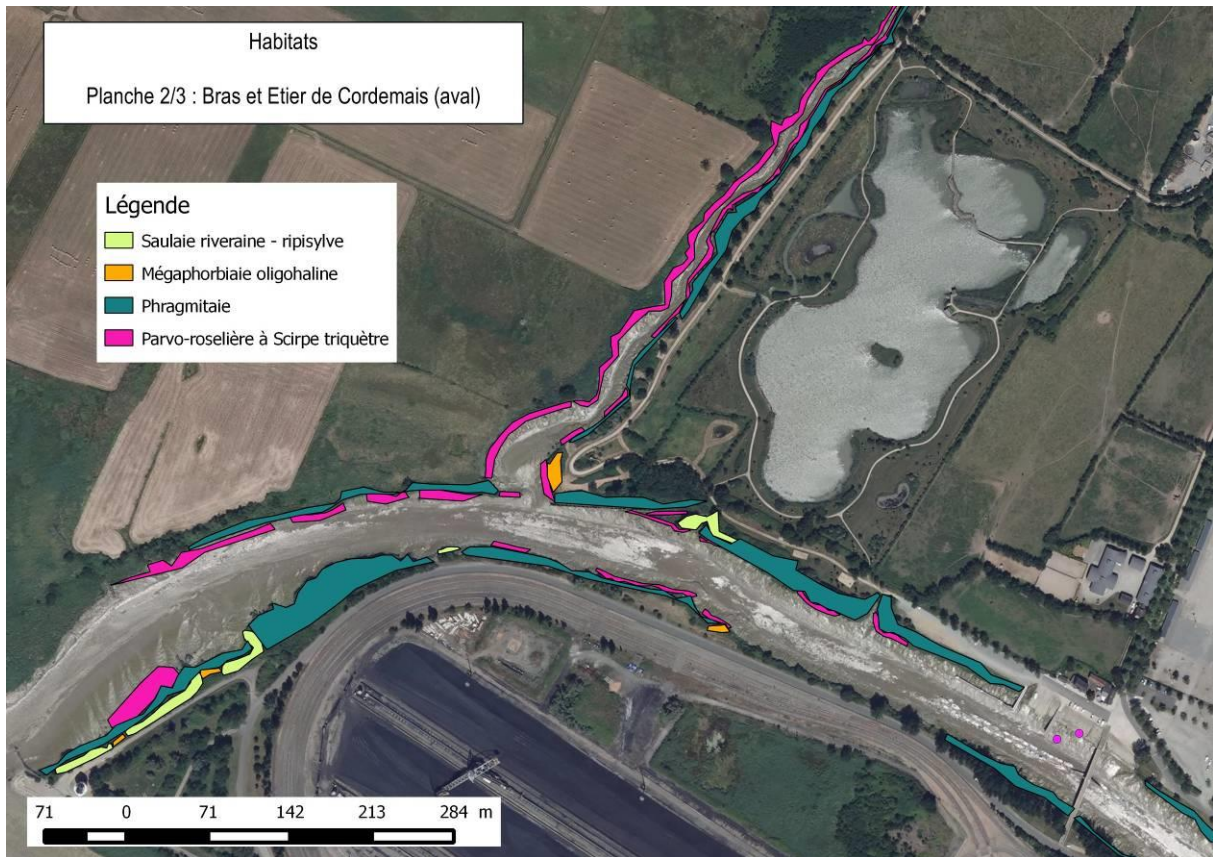 Habitats
Planche 2/3 : Bras et Etier de Cordemais (aval)
Légende
Saulaie riveraine - ripisylve
Mégaphorbiaie oligohaline
Phragmitaie
Parvo-roselière à Scirpe triquètre
71 0 71 142 213 284 m